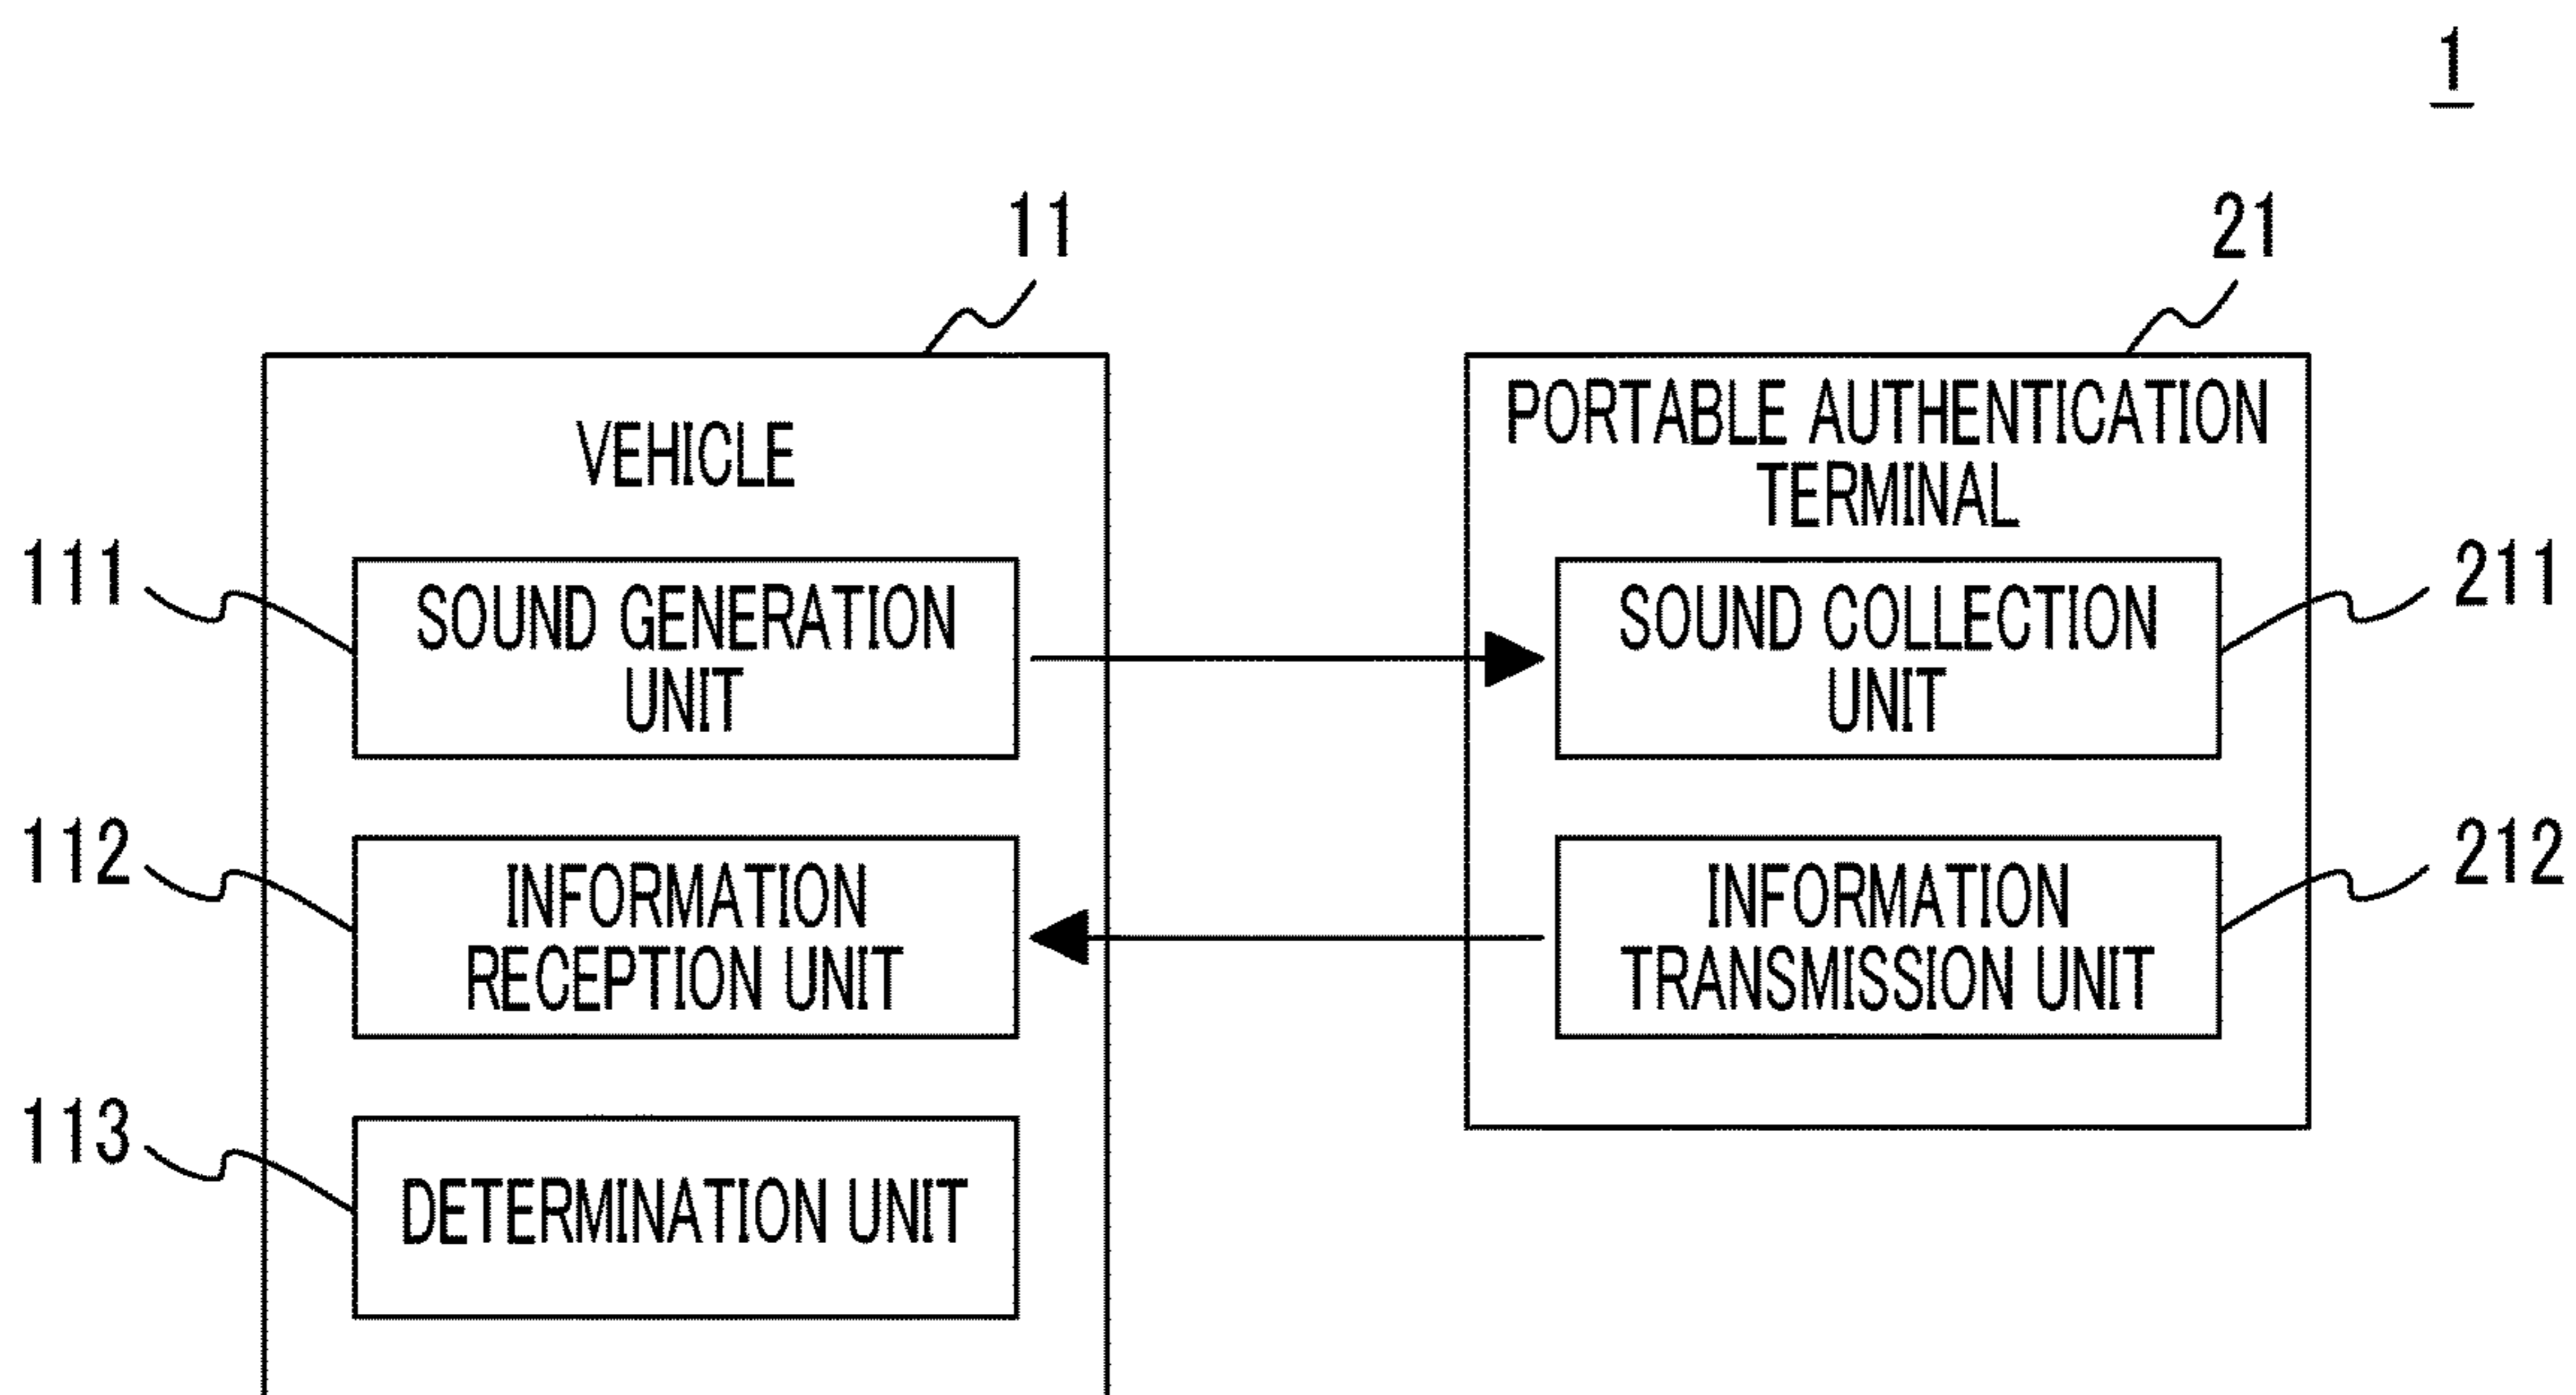 1
11
21
VEHICLE
PORTABLE AUTHENTICATION
TERMINAL
111
SOUND GENERATION
UNIT
SOUND COLLECTION
UNIT
211
112
INFORMATION
RECEPTION UNIT
INFORMATION
TRANSMISSION UNIT
212
113
DETERMINATION UNIT